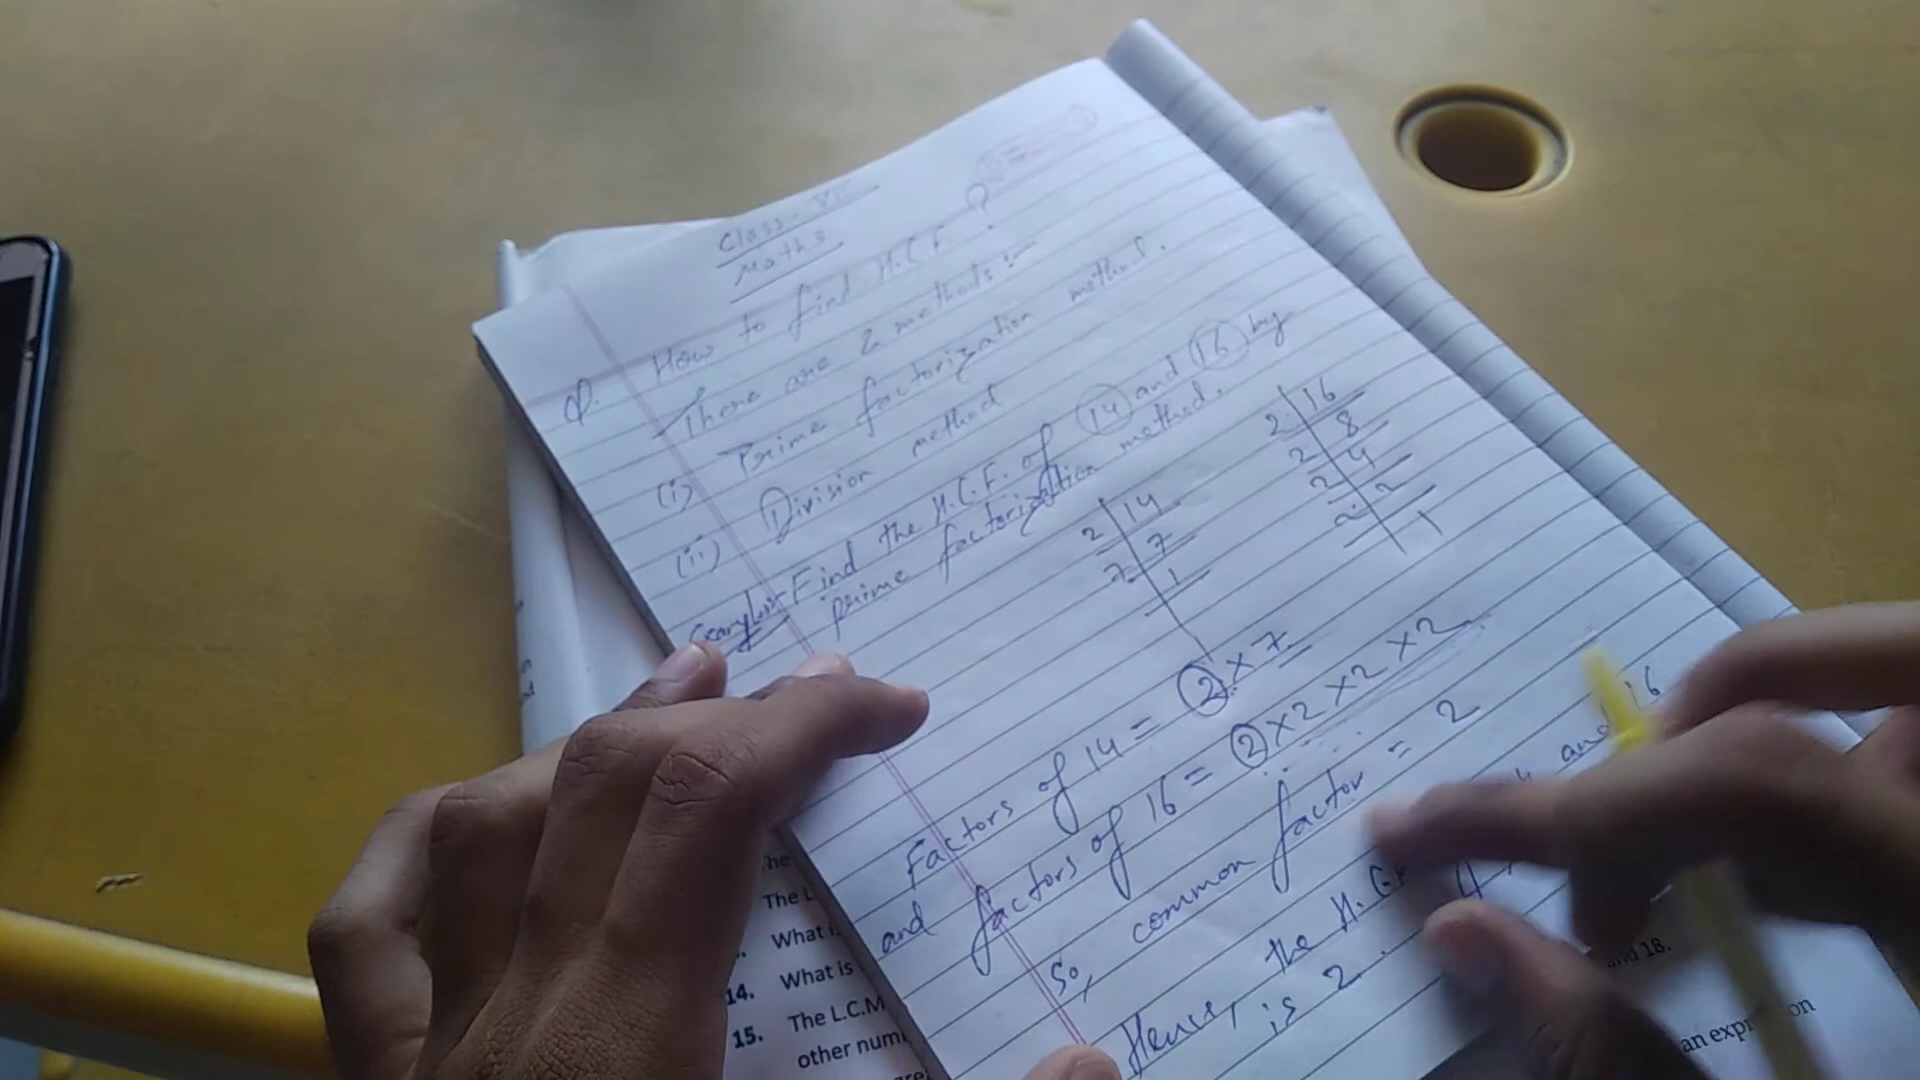 Class - VII
Maths
Q. How to find H.C.F. ?
There are 2 methods :-
(i) Prime factorization method.
(ii) Division method
Example:- Find the H.C.F. of 14 and 16 by
prime factorization method.
2 14
7 7
1
2 16
2 8
2 4
2 2
1
Factors of 14 = 2 × 7
and factors of 16 = 2 × 2 × 2 × 2
So, common factor = 2
Hence, the H.C.F. and 16
is 2.
The L
What i
14. What is
15. The L.C.M
other num
and 18.
an expression